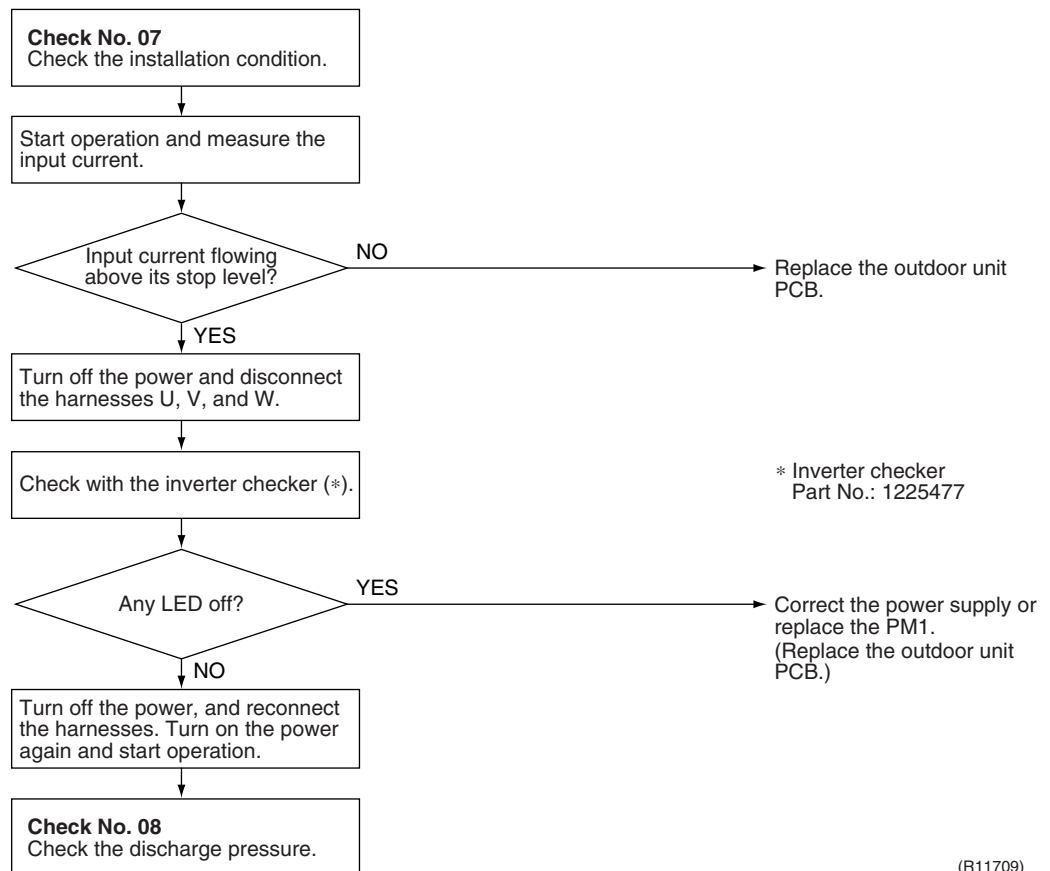 Check No. 07
Check the installation condition.
Start operation and measure the
input current.
Input current flowing
above its stop level?
NO
Replace the outdoor unit
PCB.
YES
Turn off the power and disconnect
the harnesses U, V, and W.
Check with the inverter checker (*).
* Inverter checker
Part No.: 1225477
Any LED off?
YES
Correct the power supply or
replace the PM1.
(Replace the outdoor unit
PCB.)
NO
Turn off the power, and reconnect
the harnesses. Turn on the power
again and start operation.
Check No. 08
Check the discharge pressure.
(R11709)